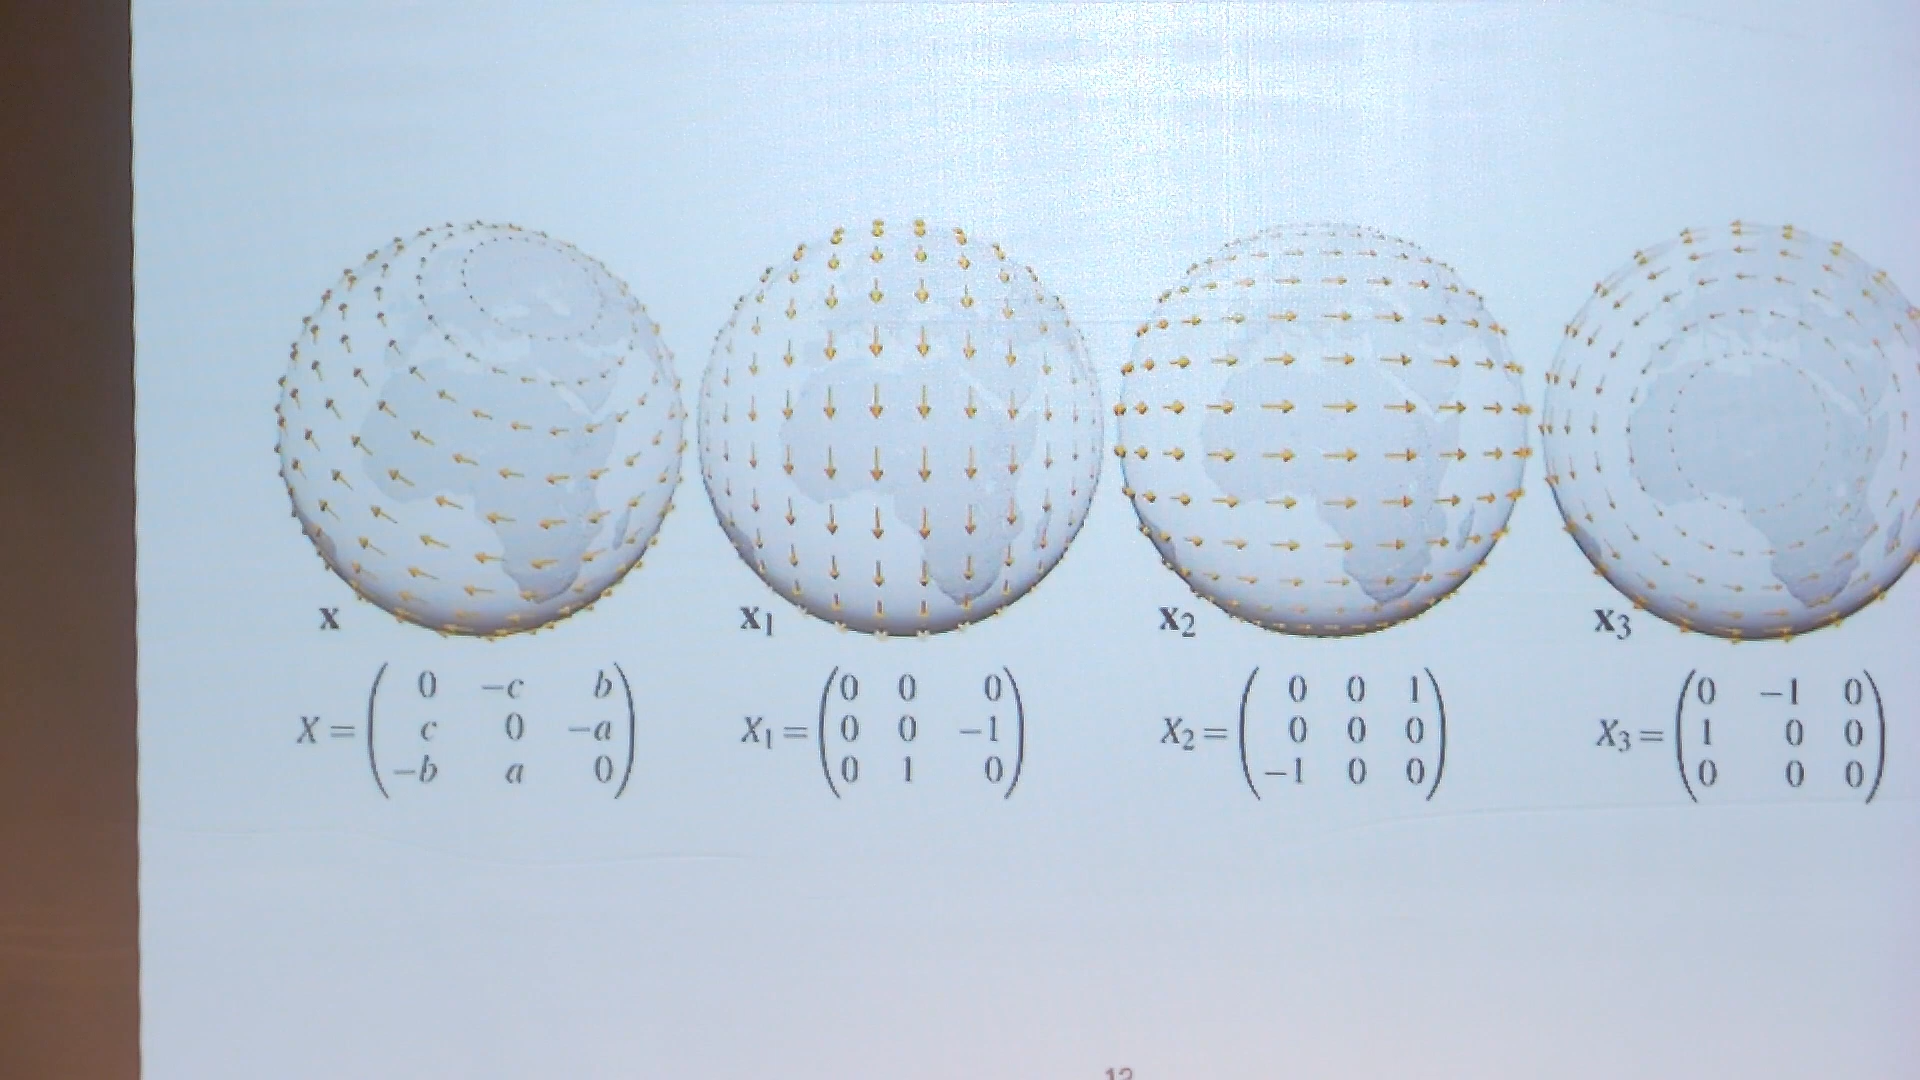 x x₁ x₂ x₃
X = ( 0 −c b
c 0 −a
−b a 0 )
X₁ = ( 0 0 0
0 0 −1
0 1 0 )
X₂ = ( 0 0 1
0 0 0
−1 0 0 )
X₃ = ( 0 −1 0
1 0 0
0 0 0 )